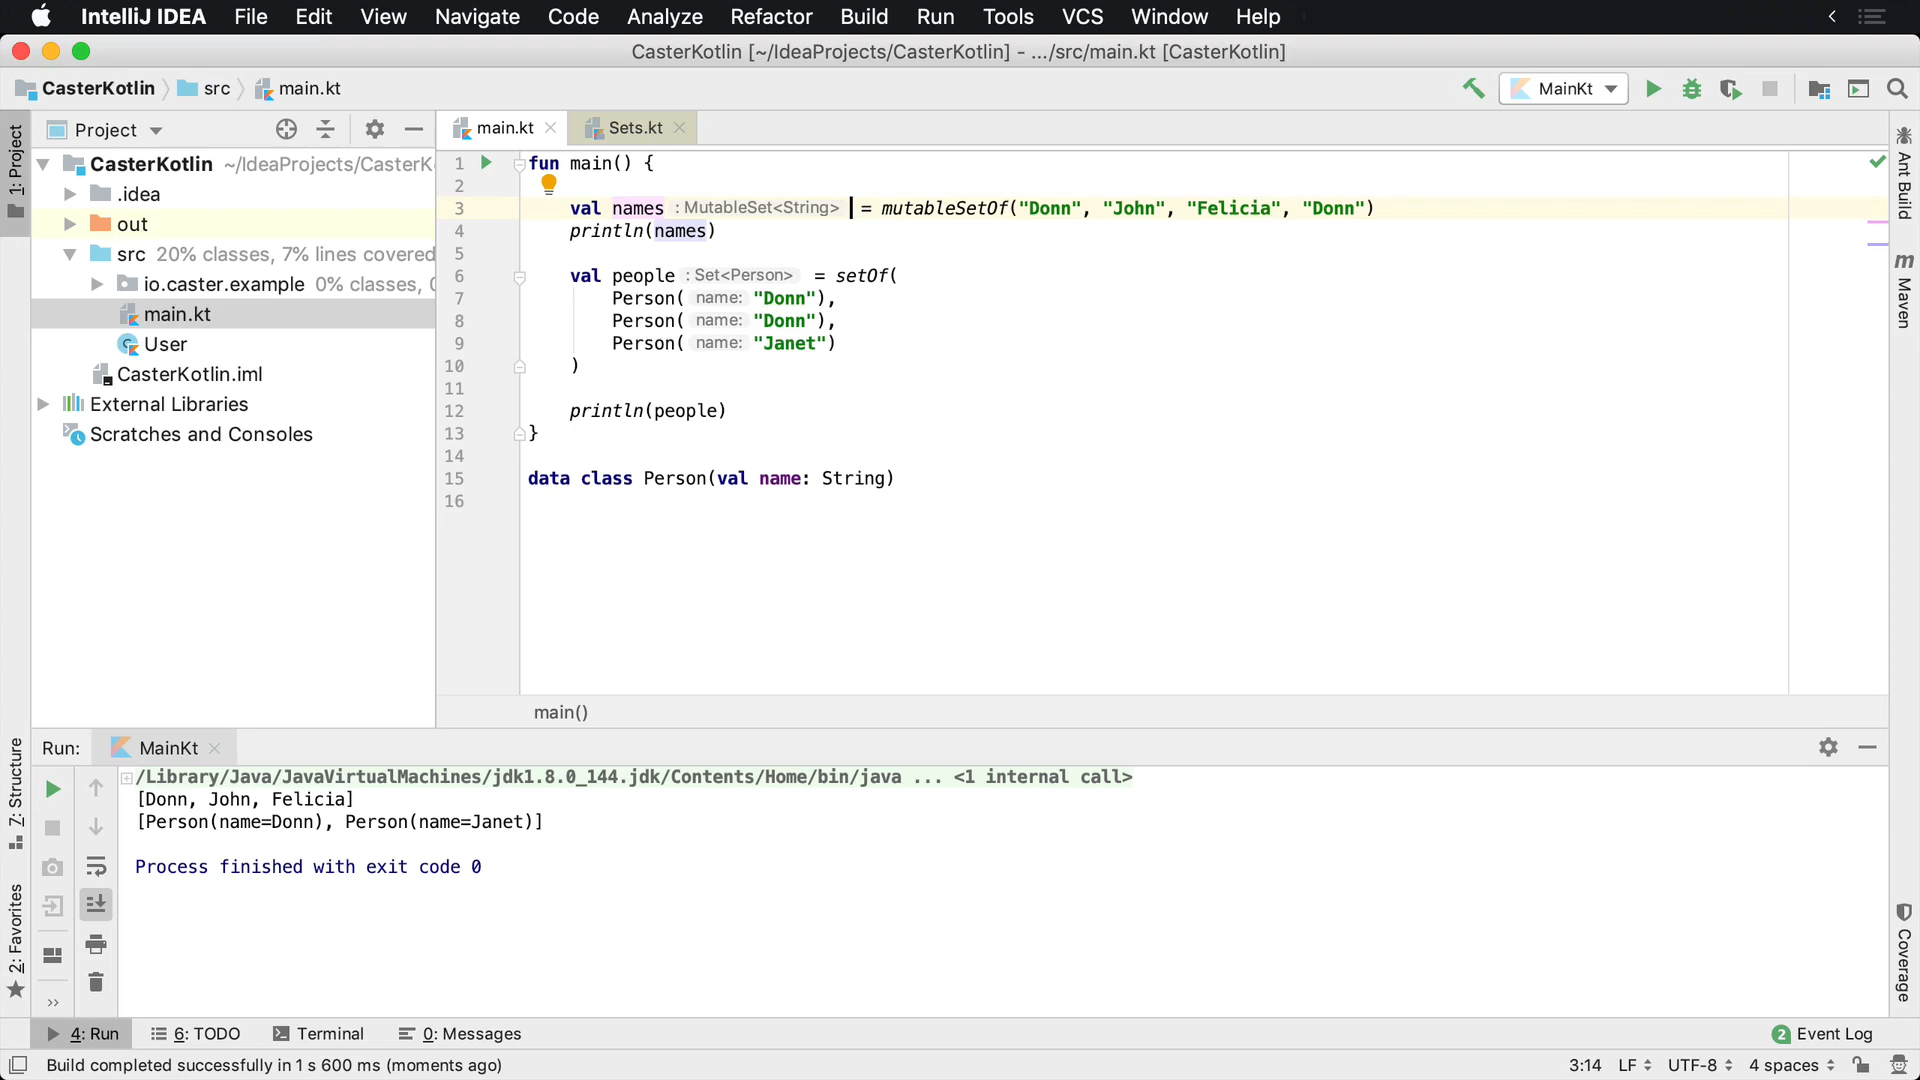 IntelliJ IDEA File Edit View Navigate Code Analyze Refactor Build Run Tools VCS Window Help
CasterKotlin [~/IdeaProjects/CasterKotlin] - .../src/main.kt [CasterKotlin]
CasterKotlin src main.kt MainKt
1: Project
Project
CasterKotlin ~/IdeaProjects/CasterK
.idea
out
src 20% classes, 7% lines covered
io.caster.example 0% classes, 0
main.kt
User
CasterKotlin.iml
External Libraries
Scratches and Consoles
main.kt Sets.kt
1 fun main() {
2
3 val names : MutableSet<String> = mutableSetOf("Donn", "John", "Felicia", "Donn")
4 println(names)
5
6 val people : Set<Person> = setOf(
7 Person( name: "Donn"),
8 Person( name: "Donn"),
9 Person( name: "Janet")
10 )
11
12 println(people)
13 }
14
15 data class Person(val name: String)
16
main()
Ant Build
m Maven
Coverage
Z: Structure
2: Favorites
Run: MainKt
/Library/Java/JavaVirtualMachines/jdk1.8.0_144.jdk/Contents/Home/bin/java ... <1 internal call>
[Donn, John, Felicia]
[Person(name=Donn), Person(name=Janet)]
Process finished with exit code 0
4: Run 6: TODO Terminal 0: Messages 2 Event Log
Build completed successfully in 1 s 600 ms (moments ago) 3:14 LF UTF-8 4 spaces